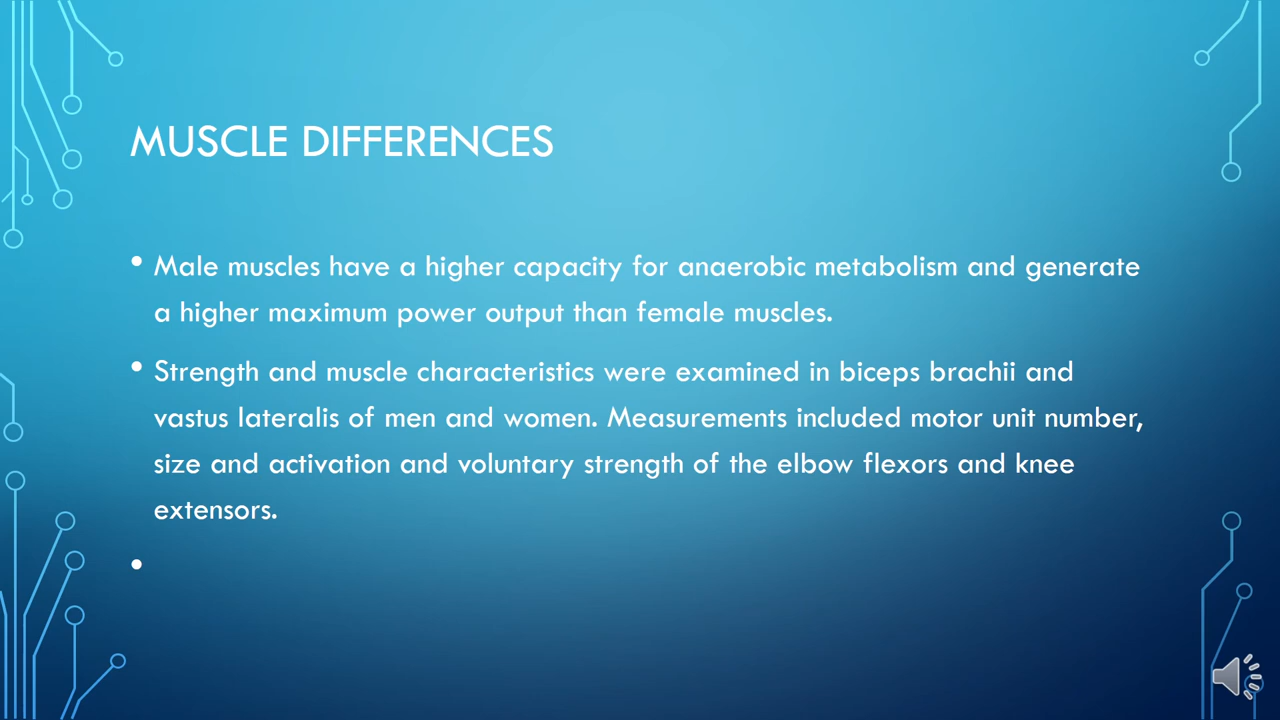 MUSCLE DIFFERENCES
• Male muscles have a higher capacity for anaerobic metabolism and generate
a higher maximum power output than female muscles.
• Strength and muscle characteristics were examined in biceps brachii and
vastus lateralis of men and women. Measurements included motor unit number,
size and activation and voluntary strength of the elbow flexors and knee
extensors.
•